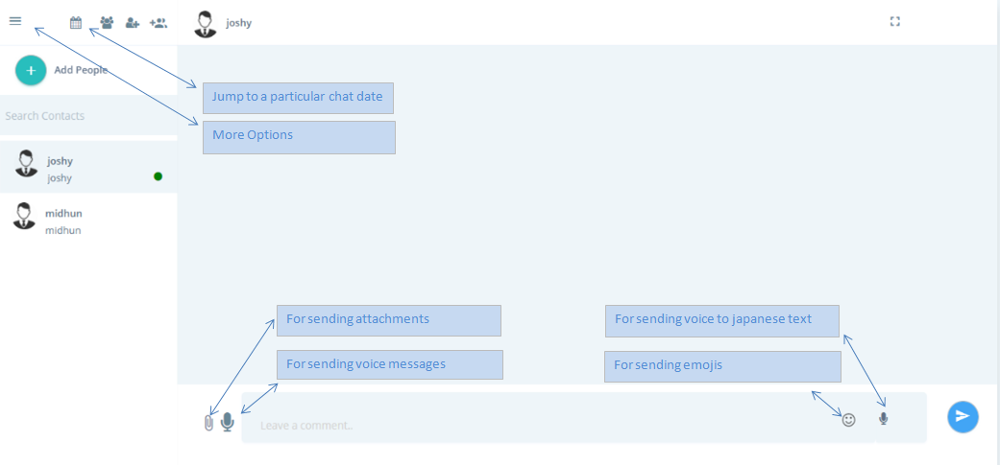 joshy
Add People
Jump to a particular chat date
Search Contacts
More Options
joshy
joshy
midhun
midhun
For sending attachments
For sending voice to japanese text
For sending voice messages
For sending emojis
Leave a comment..